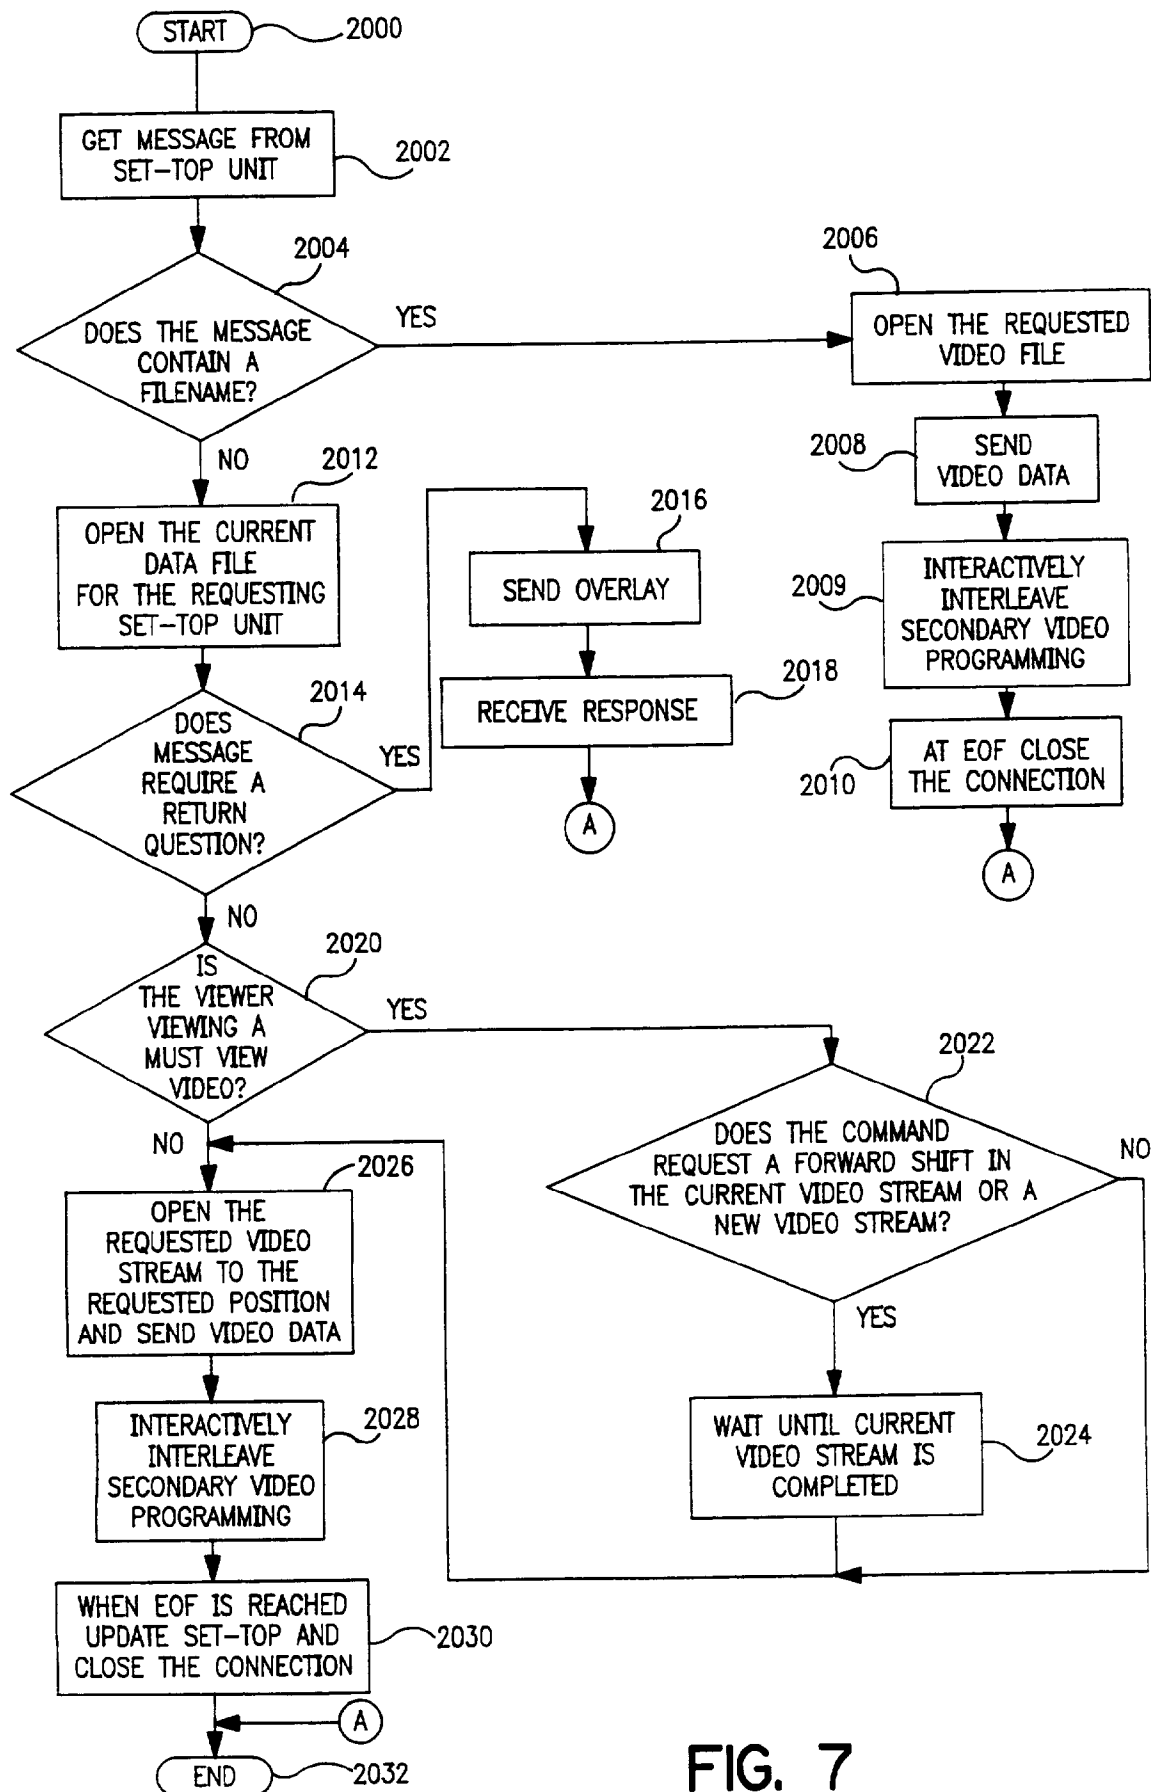 START
2000
GET MESSAGE FROM
SET-TOP UNIT
2002
2004
DOES THE MESSAGE
CONTAIN A
FILENAME?
YES
NO
2006
OPEN THE REQUESTED
VIDEO FILE
2008
SEND
VIDEO DATA
2009
INTERACTIVELY
INTERLEAVE
SECONDARY VIDEO
PROGRAMMING
2010
AT EOF CLOSE
THE CONNECTION
A
2012
OPEN THE CURRENT
DATA FILE
FOR THE REQUESTING
SET-TOP UNIT
2014
DOES
MESSAGE
REQUIRE A
RETURN
QUESTION?
YES
NO
2016
SEND OVERLAY
2018
RECEIVE RESPONSE
A
2020
IS
THE VIEWER
VIEWING A
MUST VIEW
VIDEO?
YES
NO
2022
DOES THE COMMAND
REQUEST A FORWARD SHIFT IN
THE CURRENT VIDEO STREAM OR A
NEW VIDEO STREAM?
NO
YES
WAIT UNTIL CURRENT
VIDEO STREAM IS
COMPLETED
2024
2026
OPEN THE
REQUESTED VIDEO
STREAM TO THE
REQUESTED POSITION
AND SEND VIDEO DATA
INTERACTIVELY
INTERLEAVE
SECONDARY VIDEO
PROGRAMMING
2028
WHEN EOF IS REACHED
UPDATE SET-TOP AND
CLOSE THE CONNECTION
2030
A
END
2032
FIG. 7